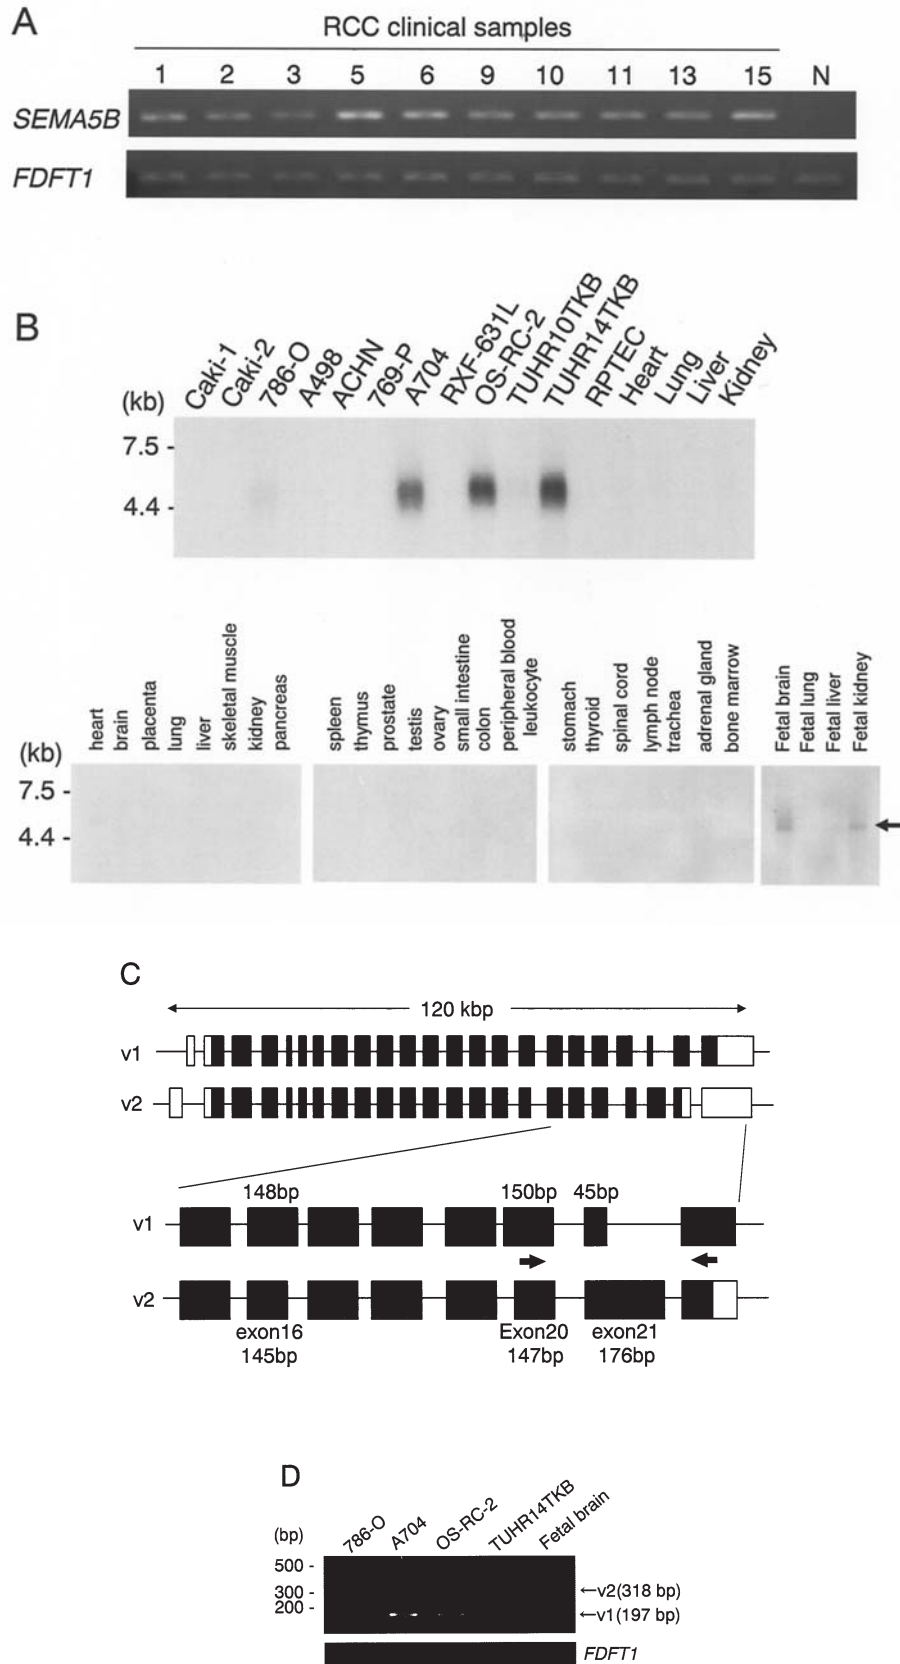 A
RCC clinical samples
1 2 3 5 6 9 10 11 13 15 N
SEMA5B
FDFT1
B
(kb)
Caki-1
Caki-2
786-O
A498
ACHN
769-P
A704
RXF-631L
OS-RC-2
TUHR10TKB
TUHR14TKB
RPTEC
Heart
Lung
Liver
Kidney
7.5 -
4.4 -
(kb)
heart
brain
placenta
lung
liver
skeletal muscle
kidney
pancreas
spleen
thymus
prostate
testis
ovary
small intestine
colon
peripheral blood
leukocyte
stomach
thyroid
spinal cord
lymph node
trachea
adrenal gland
bone marrow
Fetal brain
Fetal lung
Fetal liver
Fetal kidney
7.5 -
4.4 -
C
120 kbp
v1
v2
148bp 150bp 45bp
v1
v2
exon16 Exon20 exon21
145bp 147bp 176bp
D
(bp)
786-O
A704
OS-RC-2
TUHR14TKB
Fetal brain
500 -
300 -
200 -
←v2(318 bp)
←v1(197 bp)
FDFT1